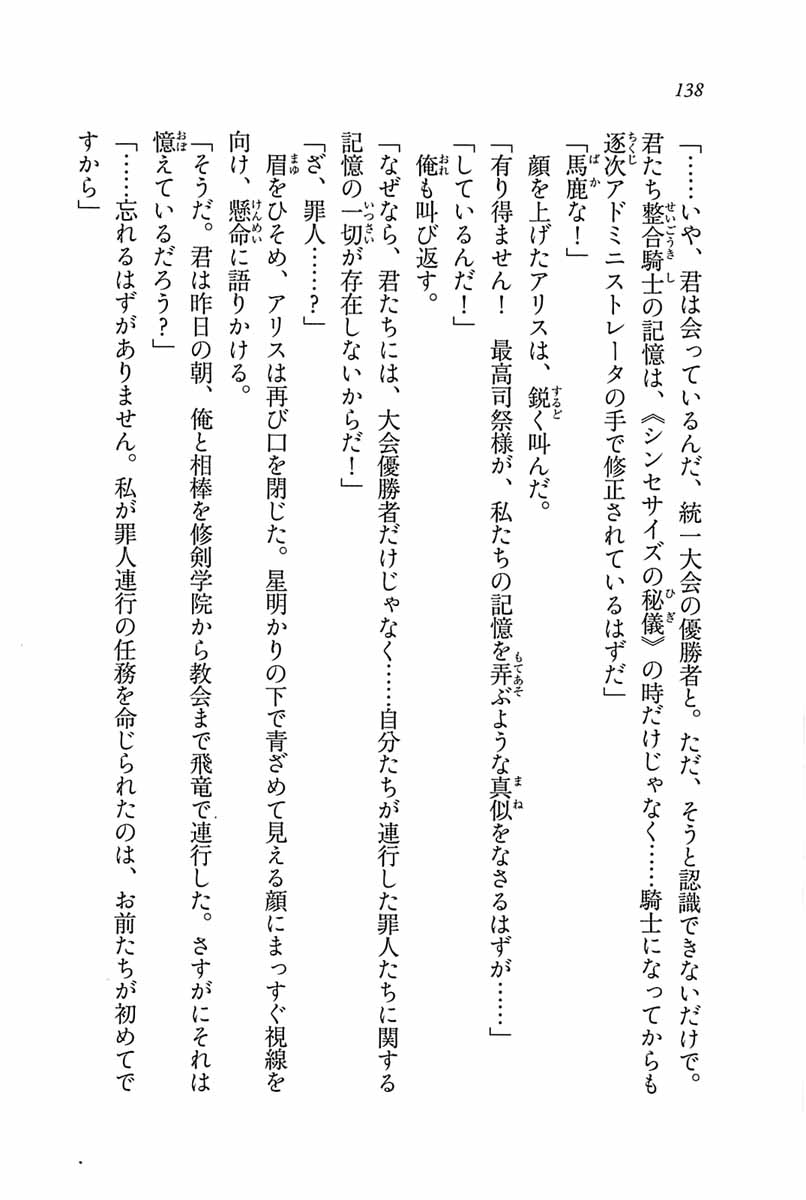 138
「……いや、君は会っているんだ、統一大会の優勝者と。ただ、そうと認識できないだけで。
君たち整合騎士の記憶は、《シンセサイズの秘儀》の時だけじゃなく……騎士になってからも
逐次アドミニストレータの手で修正されているはずだ」
「馬鹿な！」
顔を上げたアリスは、鋭く叫んだ。
「有り得ません！　最高司祭様が、私たちの記憶を弄ぶような真似をなさるはずが……」
「しているんだ！」
俺も叫び返す。
「なぜなら、君たちには、大会優勝者だけじゃなく……自分たちが連行した罪人たちに関する
記憶の一切が存在しないからだ！」
「ざ、罪人……？」
眉をひそめ、アリスは再び口を閉じた。星明かりの下で青ざめて見える顔にまっすぐ視線を
向け、懸命に語りかける。
「そうだ。君は昨日の朝、俺と相棒を修剣学院から教会まで飛竜で連行した。さすがにそれは
憶えているだろう？」
「……忘れるはずがありません。私が罪人連行の任務を命じられたのは、お前たちが初めてで
すから」